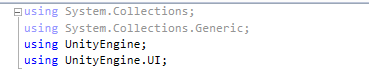 using System.Collections;
using System.Collections.Generic;
using UnityEngine;
using UnityEngine.UI;